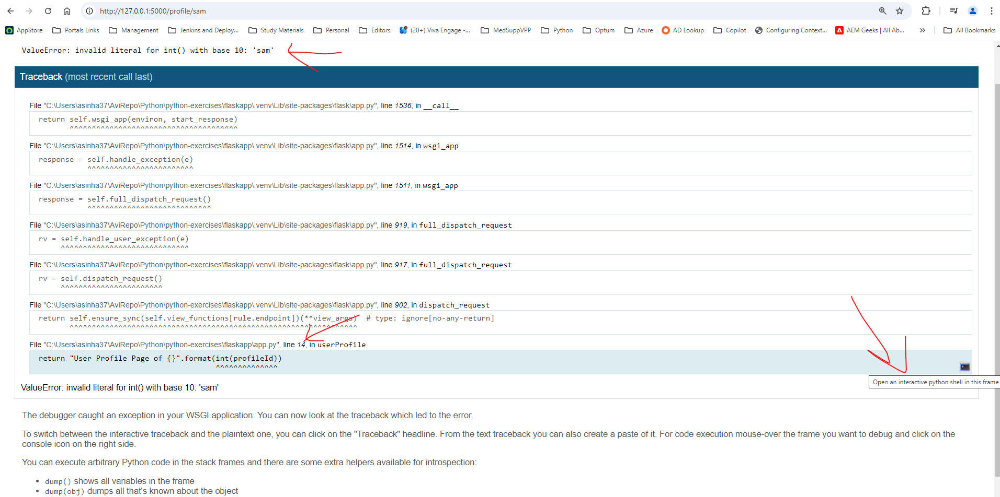 http://127.0.0.1:5000/profile/sam
AppStore Portals Links Management Jenkins and Deploy... Study Materials Personal Editors (20+) Viva Engage -... MedSuppVPP Python Optum Azure AD Lookup Copilot Configuring Context... AEM Geeks | All Ab... » All Bookmarks
ValueError: invalid literal for int() with base 10: 'sam'
Traceback (most recent call last)
File "C:\Users\asinha37\AviRepo\Python\python-exercises\flaskapp\.venv\Lib\site-packages\flask\app.py", line 1536, in __call__
return self.wsgi_app(environ, start_response)
^^^^^^^^^^^^^^^^^^^^^^^^^^^^^^^^^^^^^^
File "C:\Users\asinha37\AviRepo\Python\python-exercises\flaskapp\.venv\Lib\site-packages\flask\app.py", line 1514, in wsgi_app
response = self.handle_exception(e)
^^^^^^^^^^^^^^^^^^^^^^^^
File "C:\Users\asinha37\AviRepo\Python\python-exercises\flaskapp\.venv\Lib\site-packages\flask\app.py", line 1511, in wsgi_app
response = self.full_dispatch_request()
^^^^^^^^^^^^^^^^^^^^^^^^^^^^
File "C:\Users\asinha37\AviRepo\Python\python-exercises\flaskapp\.venv\Lib\site-packages\flask\app.py", line 919, in full_dispatch_request
rv = self.handle_user_exception(e)
^^^^^^^^^^^^^^^^^^^^^^^^^^^^^
File "C:\Users\asinha37\AviRepo\Python\python-exercises\flaskapp\.venv\Lib\site-packages\flask\app.py", line 917, in full_dispatch_request
rv = self.dispatch_request()
^^^^^^^^^^^^^^^^^^^^^^^
File "C:\Users\asinha37\AviRepo\Python\python-exercises\flaskapp\.venv\Lib\site-packages\flask\app.py", line 902, in dispatch_request
return self.ensure_sync(self.view_functions[rule.endpoint])(**view_args)  # type: ignore[no-any-return]
^^^^^^^^^^^^^^^^^^^^^^^^^^^^^^^^^^^^^^^^^^^^^^^^^^^^^^^^^^^^^^^^^
File "C:\Users\asinha37\AviRepo\Python\python-exercises\flaskapp\app.py", line 14, in userProfile
return "User Profile Page of {}".format(int(profileId))
^^^^^^^^^^^^^^
Open an interactive python shell in this frame
ValueError: invalid literal for int() with base 10: 'sam'
The debugger caught an exception in your WSGI application. You can now look at the traceback which led to the error.
To switch between the interactive traceback and the plaintext one, you can click on the "Traceback" headline. From the text traceback you can also create a paste of it. For code execution mouse-over the frame you want to debug and click on the
console icon on the right side.
You can execute arbitrary Python code in the stack frames and there are some extra helpers available for introspection:
• dump() shows all variables in the frame
• dump(obj) dumps all that's known about the object